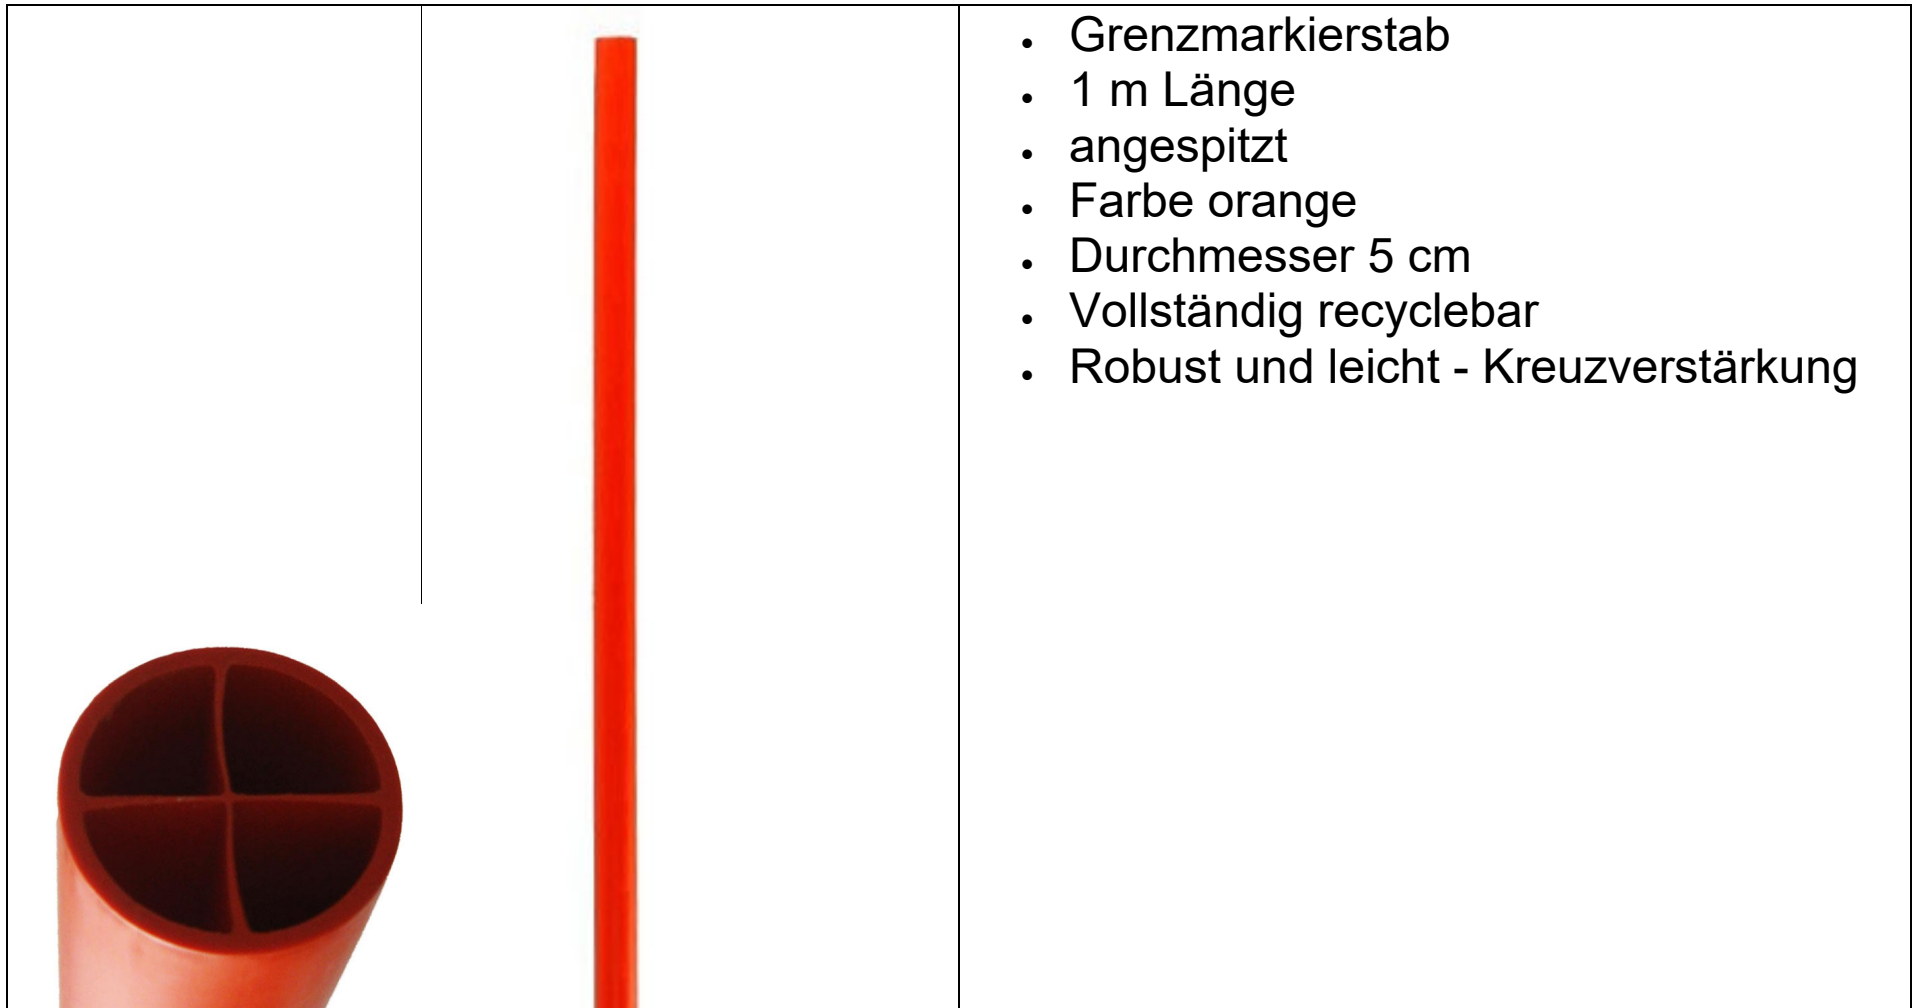 • Grenzmarkierstab
• 1 m Länge
• angespitzt
• Farbe orange
• Durchmesser 5 cm
• Vollständig recyclebar
• Robust und leicht - Kreuzverstärkung